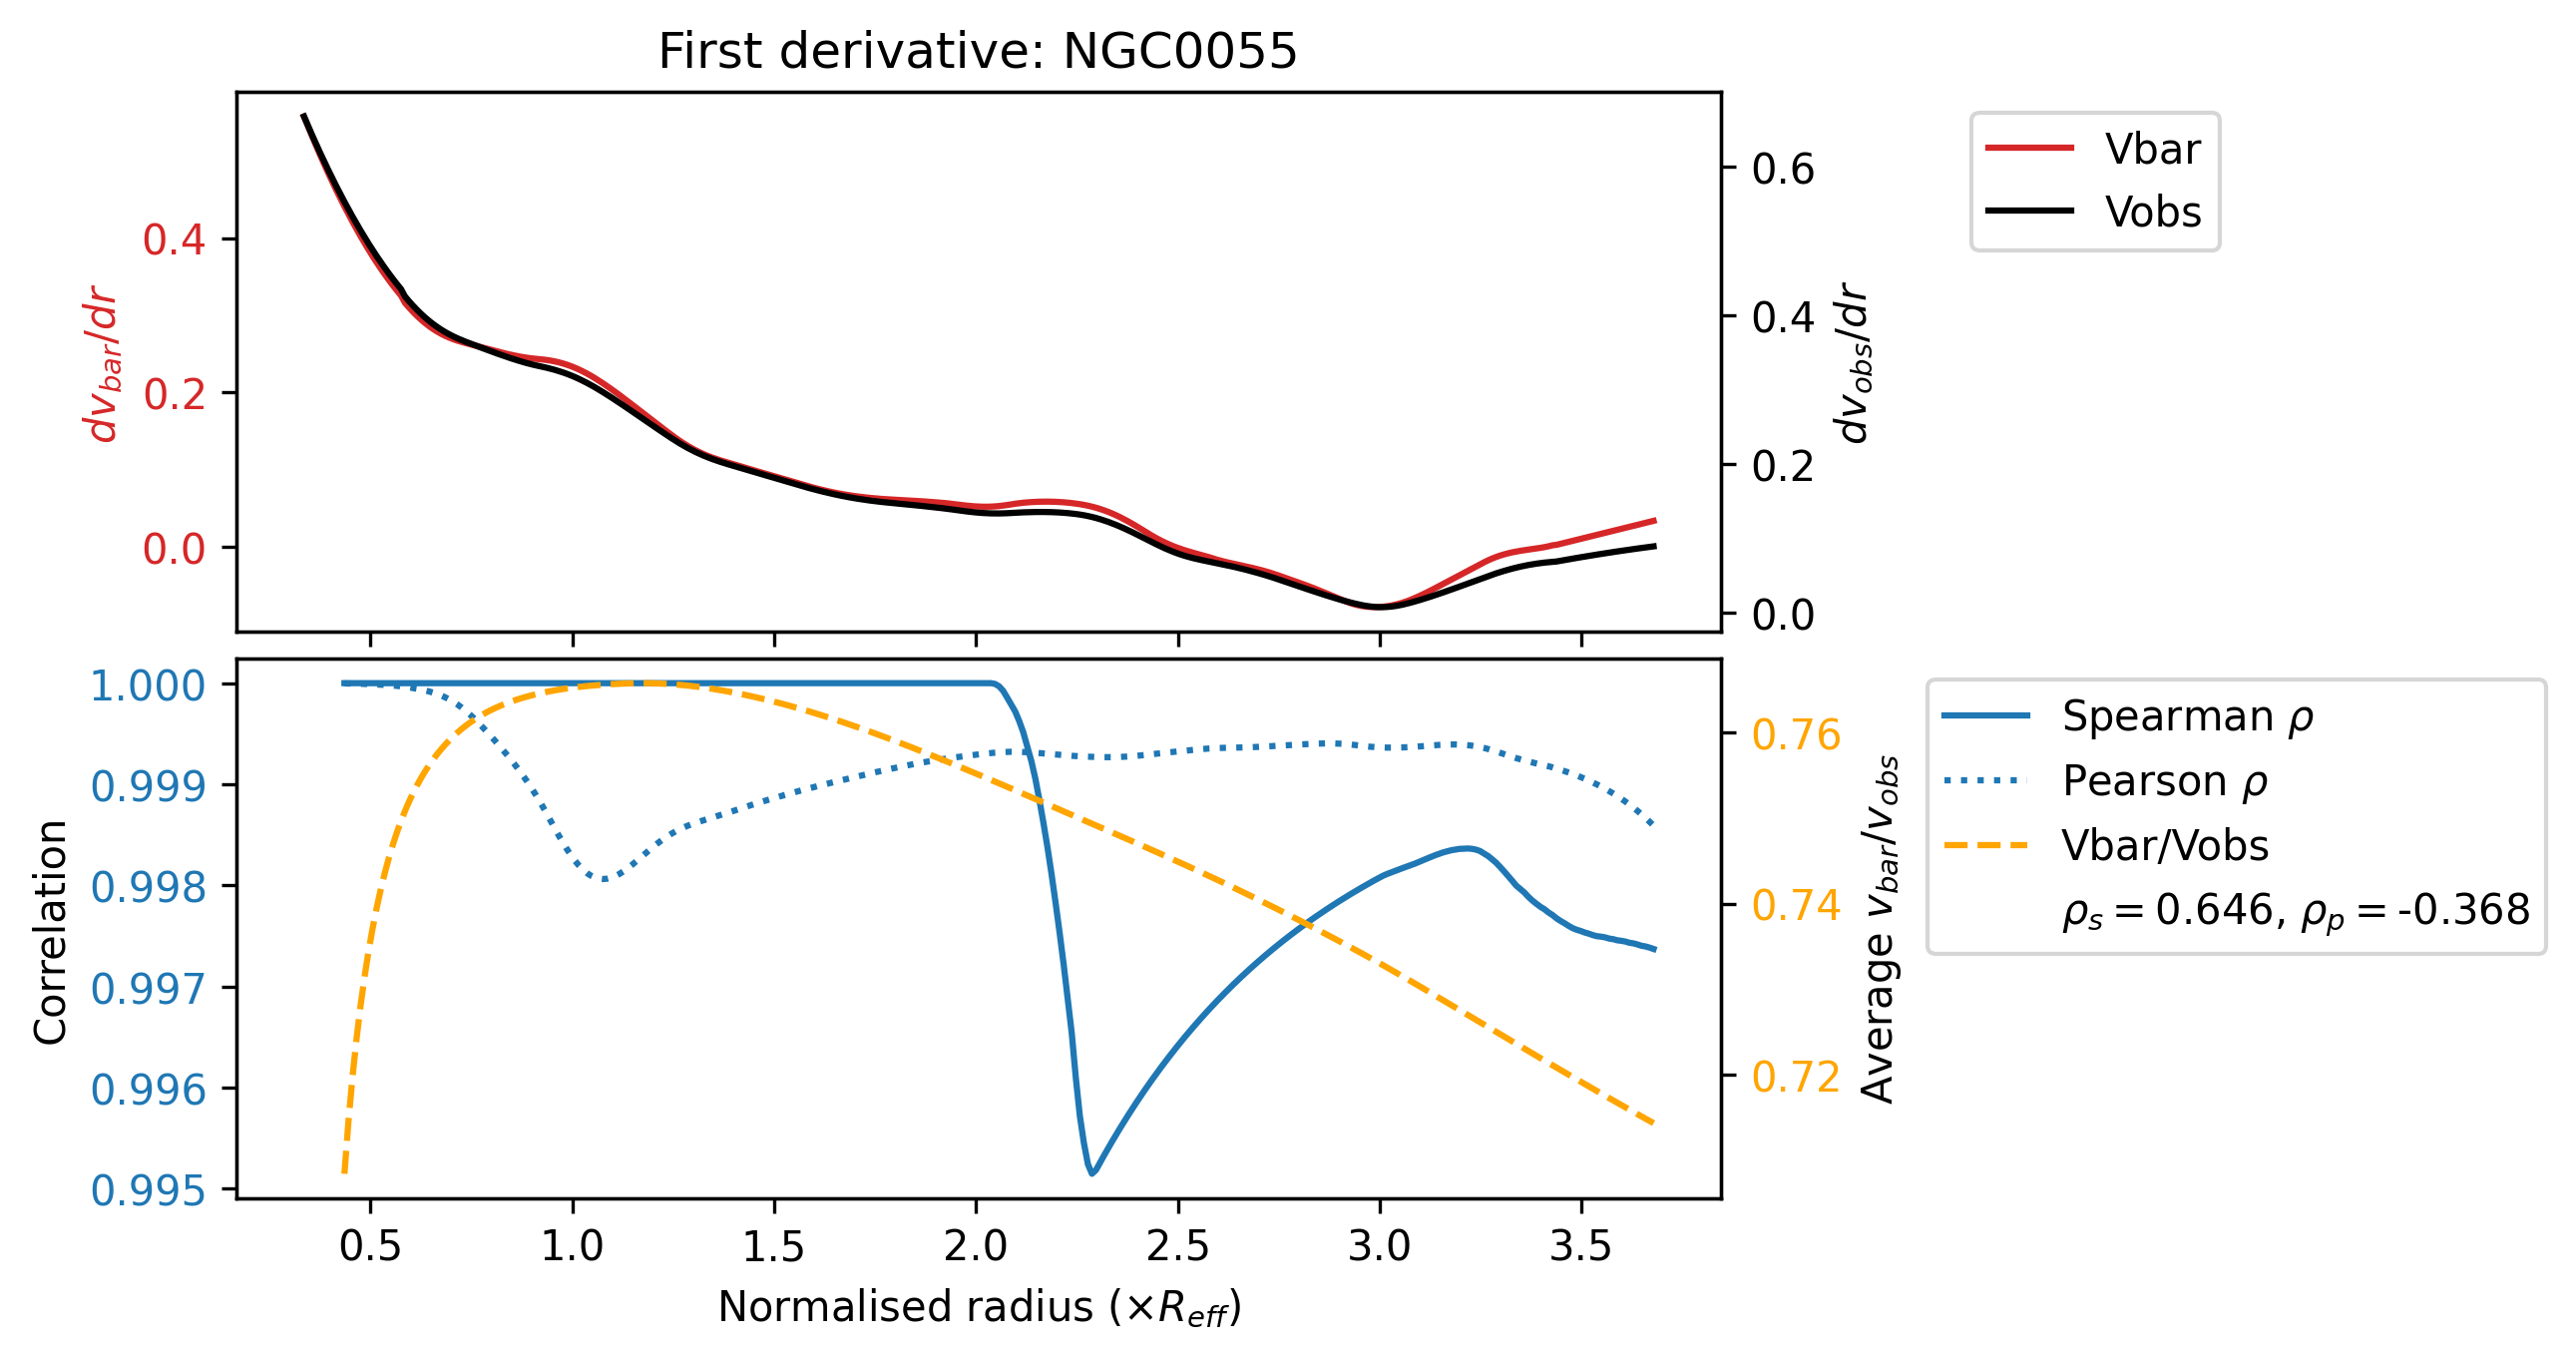 First derivative: NGC0055
0.4
0.2
0.0
dv_bar/dr
0.6
0.4
0.2
0.0
dv_obs/dr
Vbar
Vobs
1.000
0.999
0.998
0.997
0.996
0.995
Correlation
0.76
0.74
0.72
Average v_bar/v_obs
Spearman ρ
Pearson ρ
Vbar/Vobs
ρ_s = 0.646, ρ_p = -0.368
0.5 1.0 1.5 2.0 2.5 3.0 3.5
Normalised radius (×R_eff)